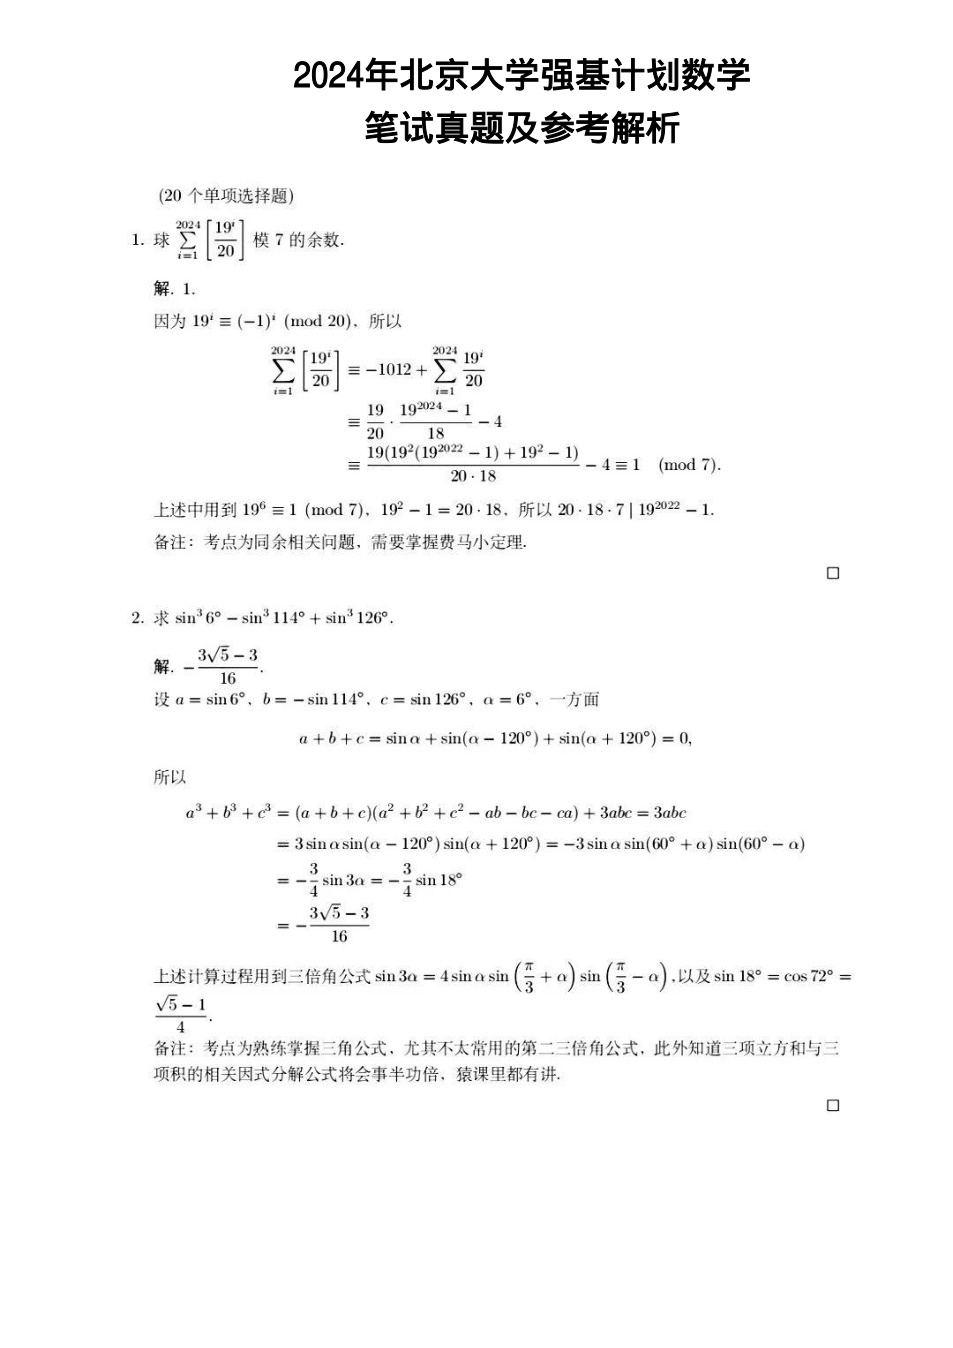 2024年北京大学强基计划数学
笔试真题及参考解析
(20 个单项选择题)
1. 球 $\sum_{i=1}^{2024}\left[\frac{19^i}{20}\right]$ 模 7 的余数.
解. 1.
因为 $19^i \equiv (-1)^i \pmod{20}$, 所以
$\sum_{i=1}^{2024}\left[\frac{19^i}{20}\right] \equiv -1012 + \sum_{i=1}^{2024}\frac{19^i}{20}$
$\equiv \frac{19}{20} \cdot \frac{19^{2024}-1}{18} - 4$
$\equiv \frac{19(19^2(19^{2022}-1)+19^2-1)}{20 \cdot 18} - 4 \equiv 1 \pmod{7}.$
上述中用到 $19^6 \equiv 1 \pmod{7}$, $19^2 - 1 = 20 \cdot 18$, 所以 $20 \cdot 18 \cdot 7 \mid 19^{2022} - 1$.
备注: 考点为同余相关问题, 需要掌握费马小定理.
□
2. 求 $\sin^3 6° - \sin^3 114° + \sin^3 126°$.
解. $-\frac{3\sqrt{5}-3}{16}$.
设 $a = \sin 6°$, $b = -\sin 114°$, $c = \sin 126°$, $\alpha = 6°$, 一方面
$a + b + c = \sin\alpha + \sin(\alpha - 120°) + \sin(\alpha + 120°) = 0,$
所以
$a^3 + b^3 + c^3 = (a + b + c)(a^2 + b^2 + c^2 - ab - bc - ca) + 3abc = 3abc$
$= 3\sin\alpha\sin(\alpha - 120°)\sin(\alpha + 120°) = -3\sin\alpha\sin(60° + \alpha)\sin(60° - \alpha)$
$= -\frac{3}{4}\sin 3\alpha = -\frac{3}{4}\sin 18°$
$= -\frac{3\sqrt{5}-3}{16}$
上述计算过程用到三倍角公式 $\sin 3\alpha = 4\sin\alpha\sin\left(\frac{\pi}{3}+\alpha\right)\sin\left(\frac{\pi}{3}-\alpha\right)$,以及 $\sin 18° = \cos 72° =$
$\frac{\sqrt{5}-1}{4}$.
备注: 考点为熟练掌握三角公式, 尤其不太常用的第二三倍角公式, 此外知道三项立方和与三
项积的相关因式分解公式将会事半功倍, 猿课里都有讲.
□